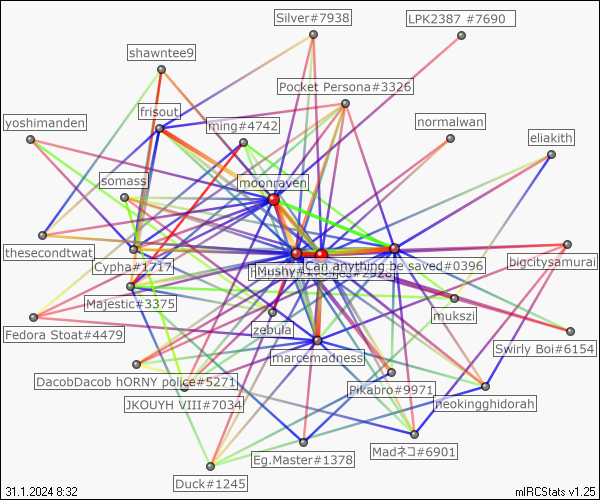 Silver#7938
LPK2387 #7690
shawntee9
Pocket Persona#3326
frisout
yoshimanden
ming#4742
normalwan
eliakith
somass
moonraven
thesecondtwat
Cypha#1717
Mushy
Can anything be saved#0396
bigcitysamurai
Majestic#3375
mukszi
Fedora Stoat#4479
zebula
Swirly Boi#6154
marcemadness
DacobDacob hORNY police#5271
Pikabro#9971
JKOUYH VIII#7034
neokingghidorah
Madネコ#6901
Eg.Master#1378
Duck#1245
31.1.2024 8:32
mIRCStats v1.25